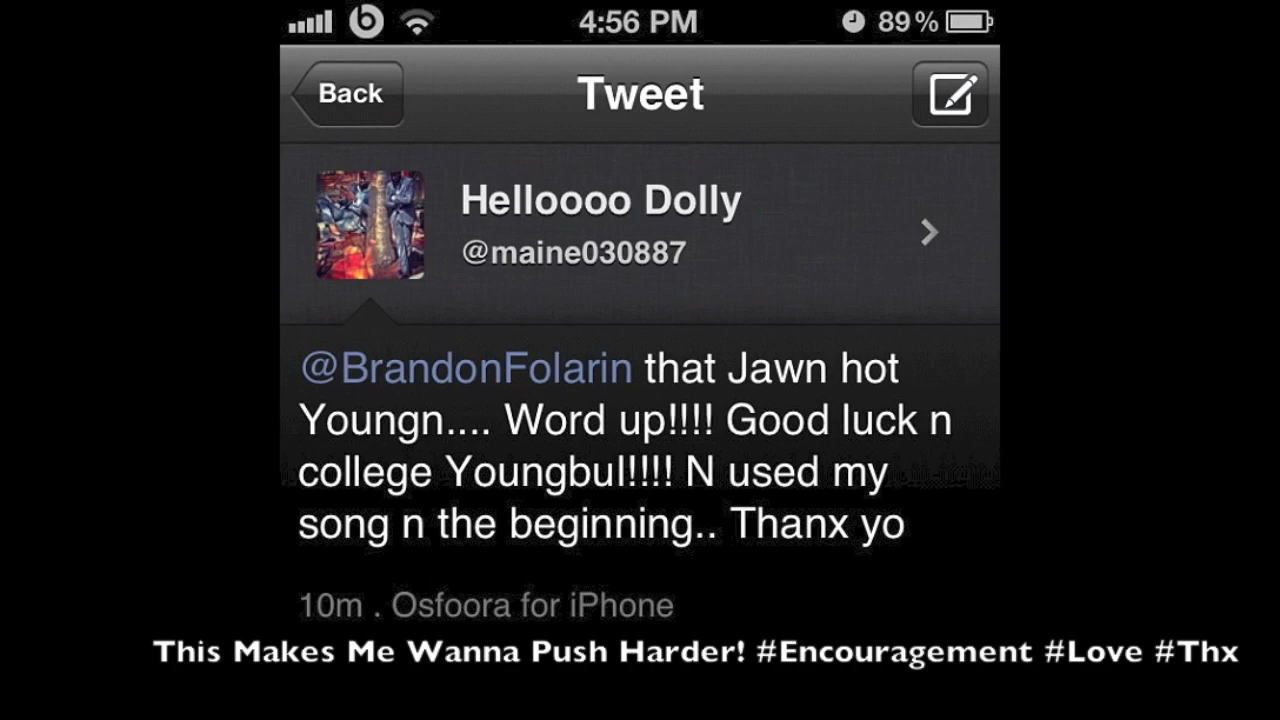 4:56 PM
89%
Back
Tweet
Helloooo Dolly
@maine030887
@BrandonFolarin that Jawn hot
Youngn.... Word up!!!! Good luck n
college Youngbul!!!! N used my
song n the beginning.. Thanx yo
10m . Osfoora for iPhone
This Makes Me Wanna Push Harder! #Encouragement #Love #Thx